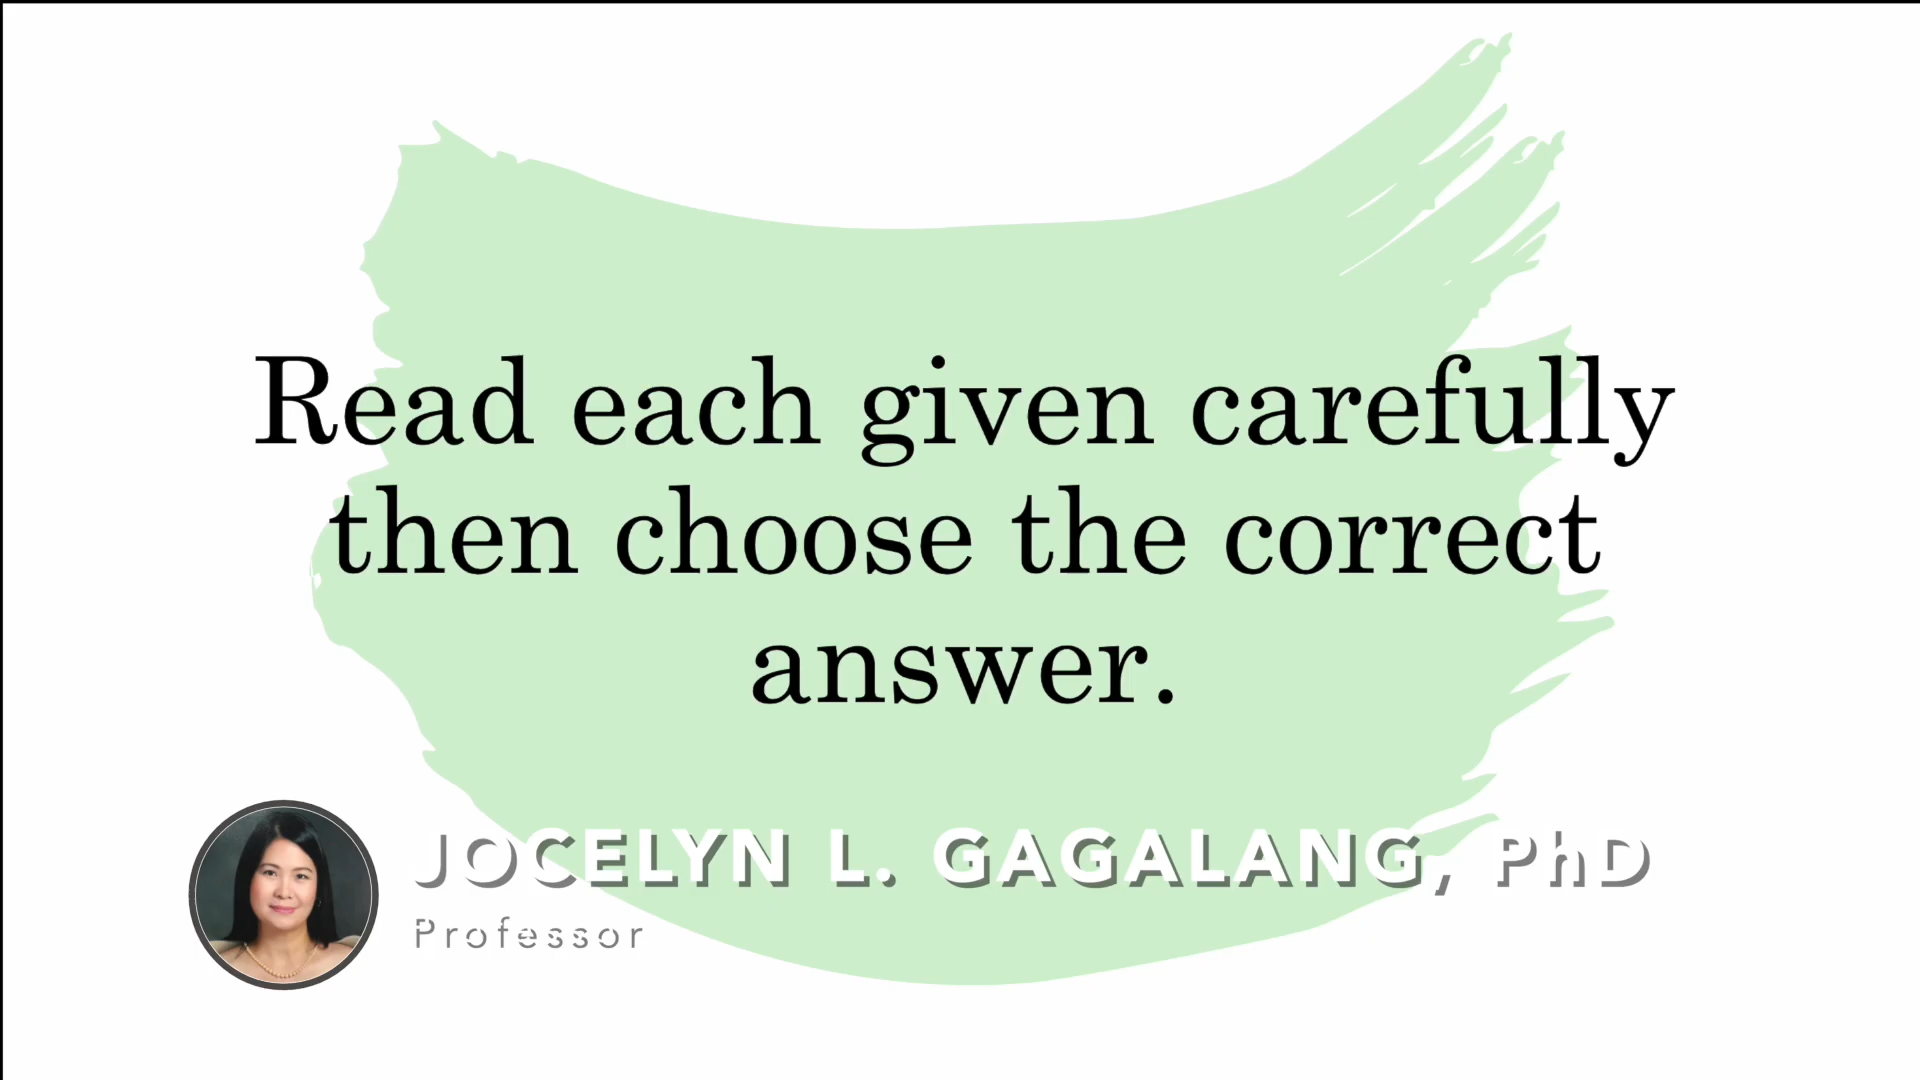 Read each given carefully
then choose the correct
answer.
JOCELYN L. GAGALANG, PhD
Professor